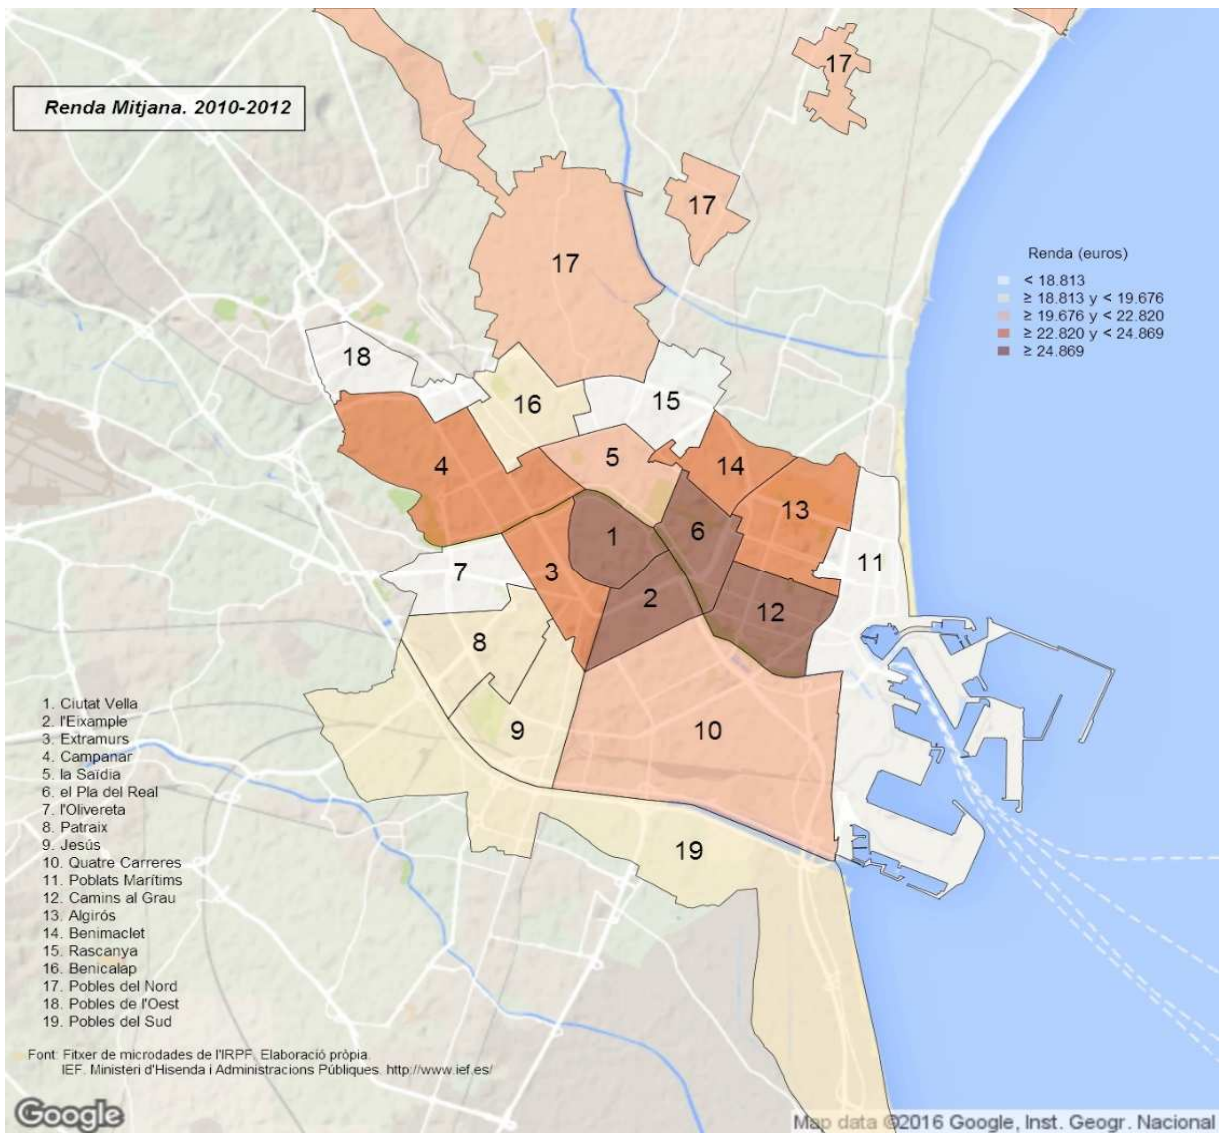 Renda Mitjana. 2010-2012
17
17
17
Renda (euros)
< 18.813
≥ 18.813 y < 19.676
≥ 19.676 y < 22.820
≥ 22.820 y < 24.869
≥ 24.869
18
16
15
5
4
14
13
1
6
11
7
3
2
12
8
9
10
19
1. Ciutat Vella
2. l'Eixample
3. Extramurs
4. Campanar
5. la Saïdia
6. el Pla del Real
7. l'Olivereta
8. Patraix
9. Jesús
10. Quatre Carreres
11. Poblats Marítims
12. Camins al Grau
13. Algirós
14. Benimaclet
15. Rascanya
16. Benicalap
17. Pobles del Nord
18. Pobles de l'Oest
19. Pobles del Sud
Font: Fitxer de microdades de l'IRPF. Elaboració pròpia.
IEF. Ministeri d'Hisenda i Administracions Públiques. http://www.ief.es/
Google
Map data ©2016 Google, Inst. Geogr. Nacional